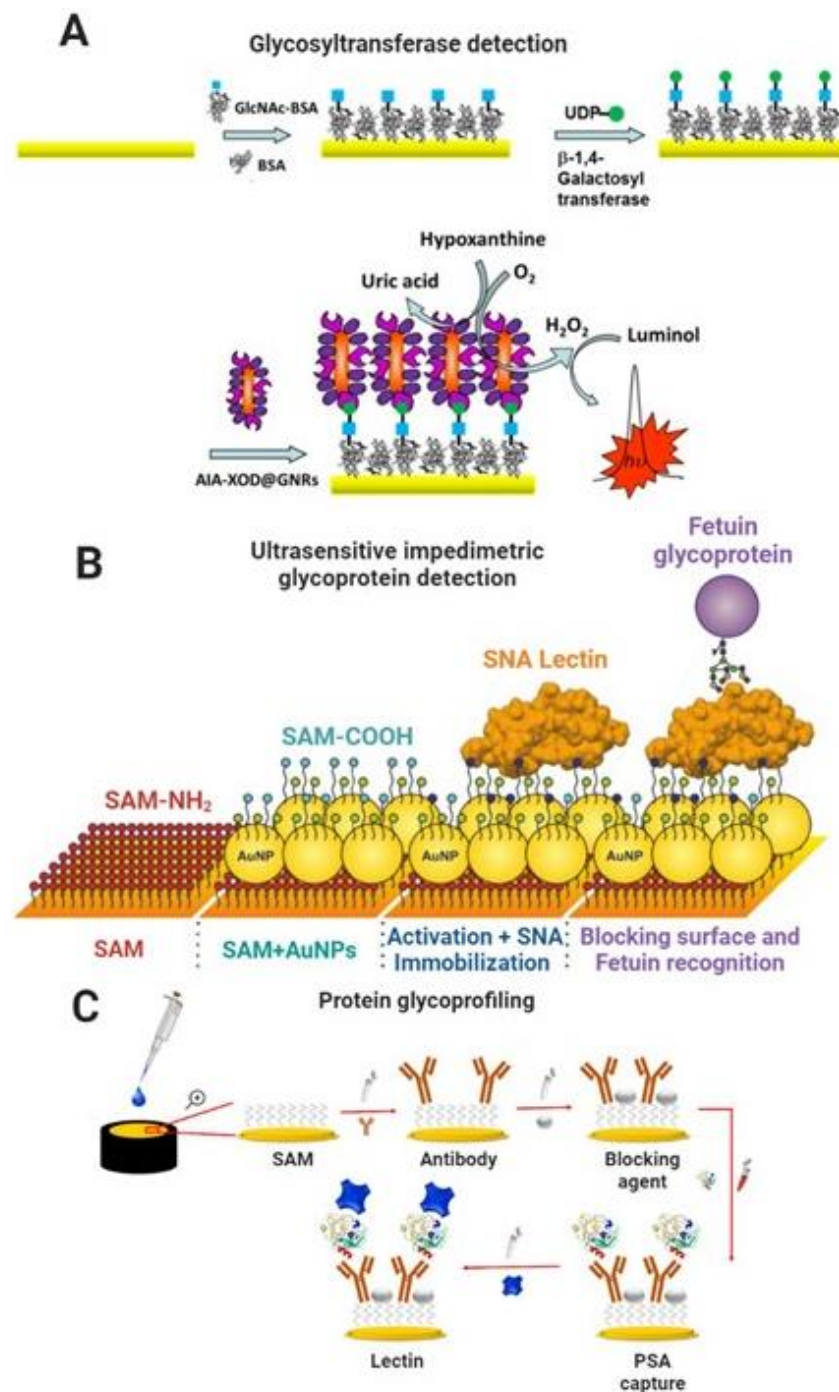 A
Glycosyltransferase detection
GlcNAc-BSA
BSA
UDP
β-1,4-
Galactosyl
transferase
Hypoxanthine
O₂
Uric acid
H₂O₂
Luminol
hν
AIA-XOD@GNRs
B
Ultrasensitive impedimetric
glycoprotein detection
Fetuin
glycoprotein
SNA Lectin
SAM-COOH
SAM-NH₂
AuNP
AuNP
AuNP
SAM
SAM+AuNPs
Activation + SNA
Immobilization
Blocking surface and
Fetuin recognition
C
Protein glycoprofiling
SAM
Antibody
Blocking
agent
Lectin
PSA
capture